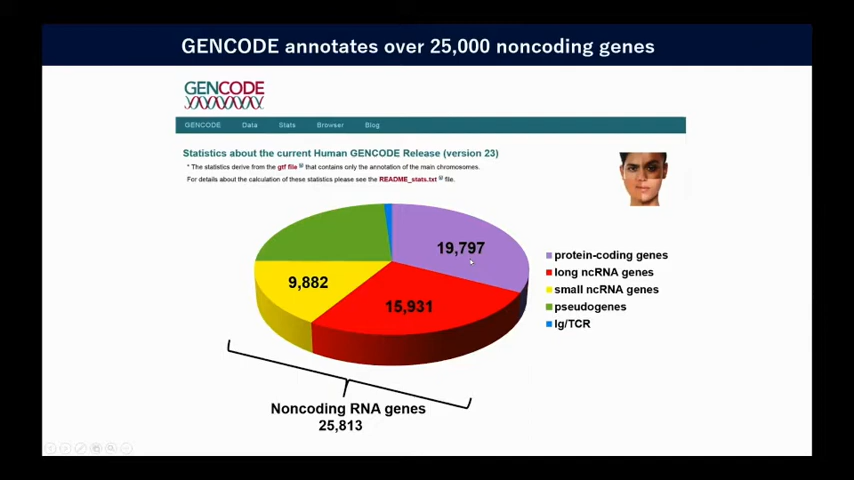 GENCODE annotates over 25,000 noncoding genes
GENCODE
GENCODE Data Stats Browser Blog
Statistics about the current Human GENCODE Release (version 23)
* The statistics derive from the gtf file that contains only the annotation of the main chromosomes.
For details about the calculation of these statistics please see the README_stats.txt file.
19,797
9,882
15,931
protein-coding genes
long ncRNA genes
small ncRNA genes
pseudogenes
Ig/TCR
Noncoding RNA genes
25,813